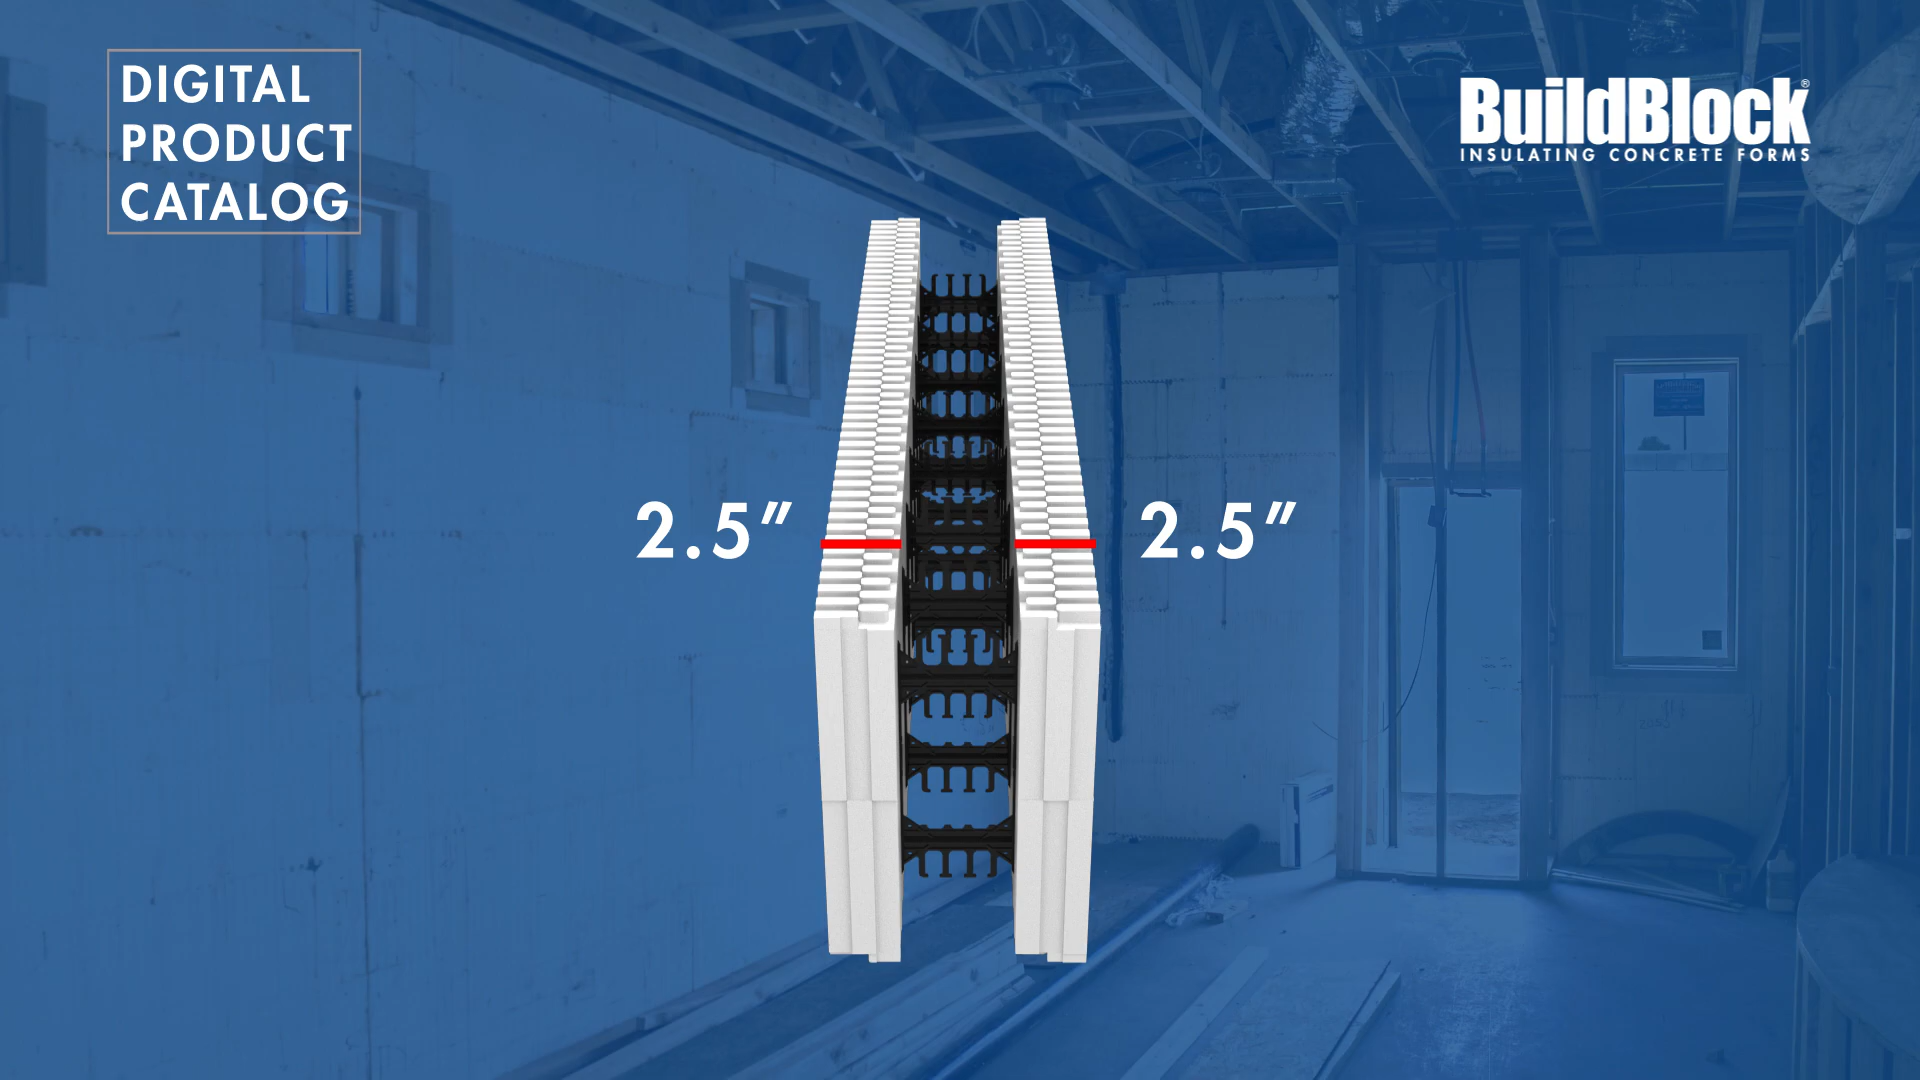 DIGITAL
PRODUCT
CATALOG
BuildBlock®
INSULATING CONCRETE FORMS
2.5″
2.5″